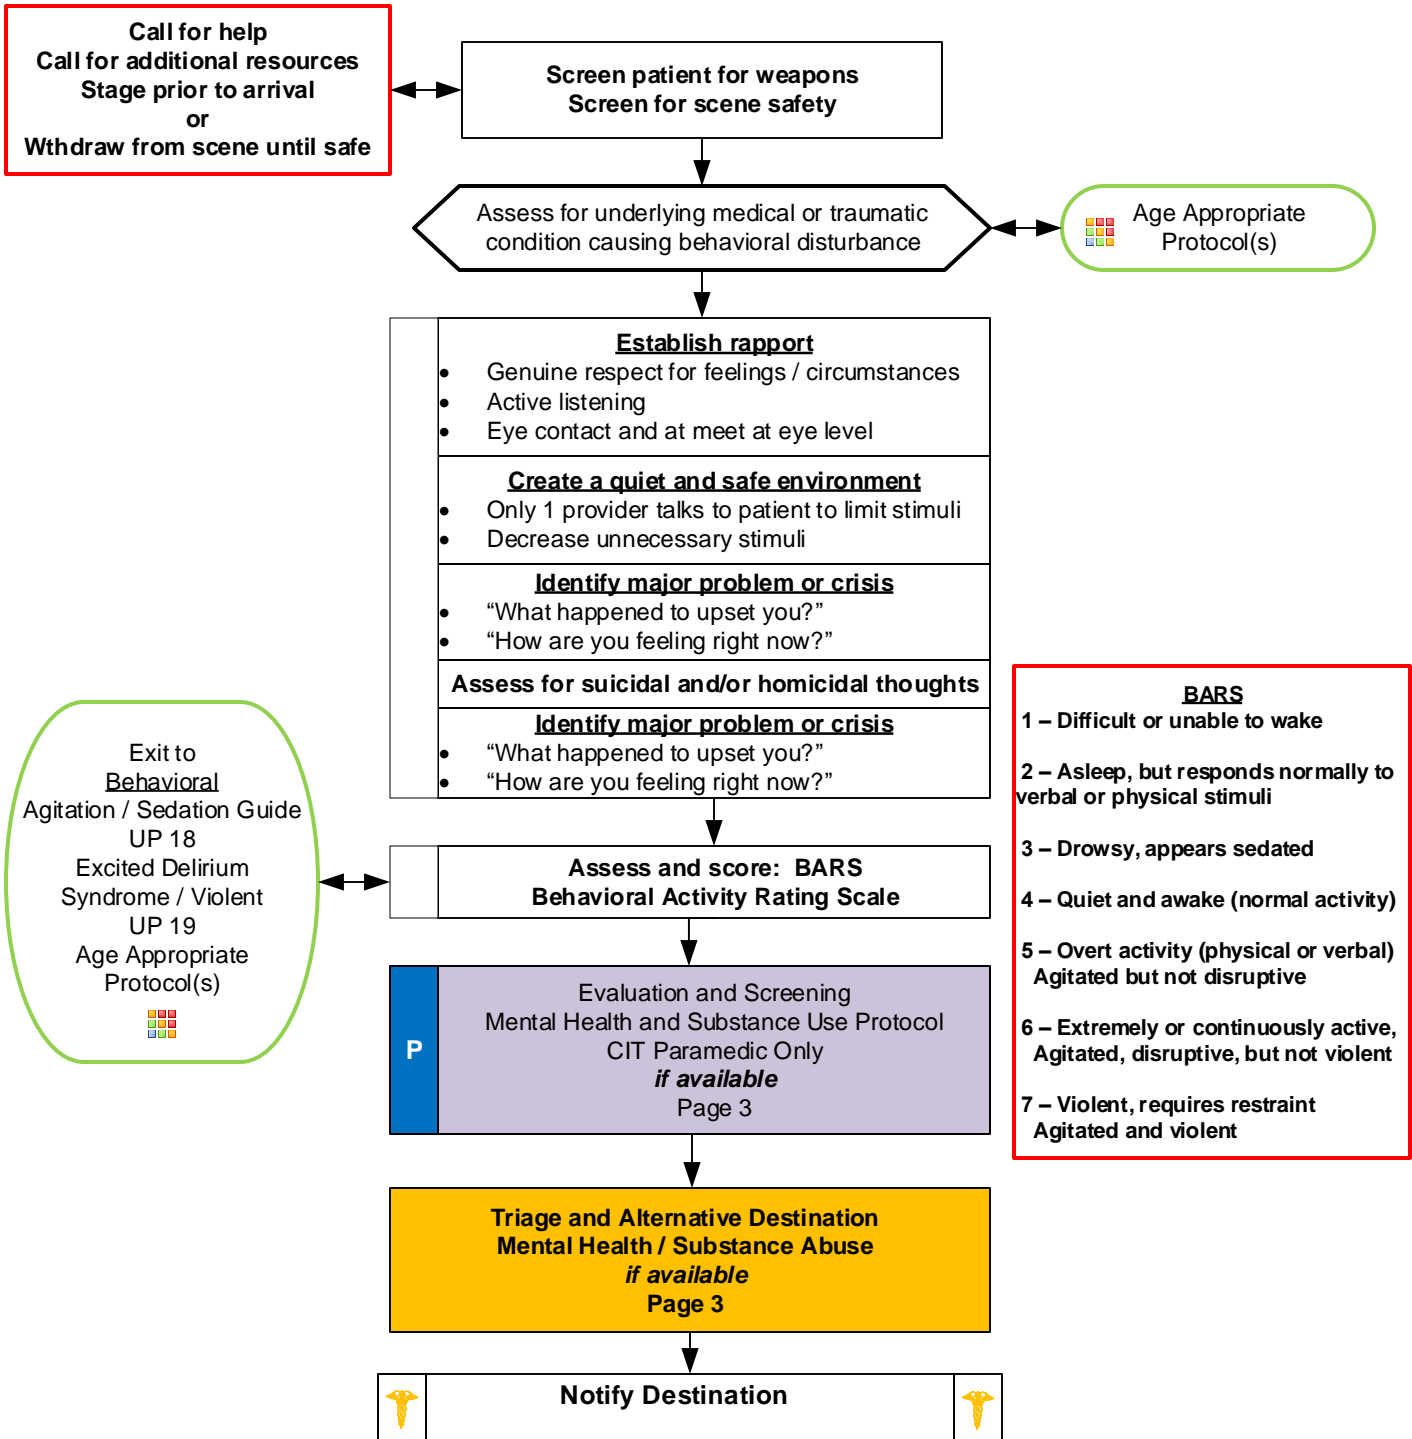 Call for help
Call for additional resources
Stage prior to arrival
or
Wthdraw from scene until safe
Screen patient for weapons
Screen for scene safety
Assess for underlying medical or traumatic
condition causing behavioral disturbance
Age Appropriate
Protocol(s)
Establish rapport
• Genuine respect for feelings / circumstances
• Active listening
• Eye contact and at meet at eye level
Create a quiet and safe environment
• Only 1 provider talks to patient to limit stimuli
• Decrease unnecessary stimuli
Identify major problem or crisis
• “What happened to upset you?”
• “How are you feeling right now?”
Assess for suicidal and/or homicidal thoughts
Identify major problem or crisis
• “What happened to upset you?”
• “How are you feeling right now?”
Exit to
Behavioral
Agitation / Sedation Guide
UP 18
Excited Delirium
Syndrome / Violent
UP 19
Age Appropriate
Protocol(s)
Assess and score: BARS
Behavioral Activity Rating Scale
BARS
1 – Difficult or unable to wake
2 – Asleep, but responds normally to
verbal or physical stimuli
3 – Drowsy, appears sedated
4 – Quiet and awake (normal activity)
5 – Overt activity (physical or verbal)
Agitated but not disruptive
6 – Extremely or continuously active,
Agitated, disruptive, but not violent
7 – Violent, requires restraint
Agitated and violent
P
Evaluation and Screening
Mental Health and Substance Use Protocol
CIT Paramedic Only
if available
Page 3
Triage and Alternative Destination
Mental Health / Substance Abuse
if available
Page 3
Notify Destination